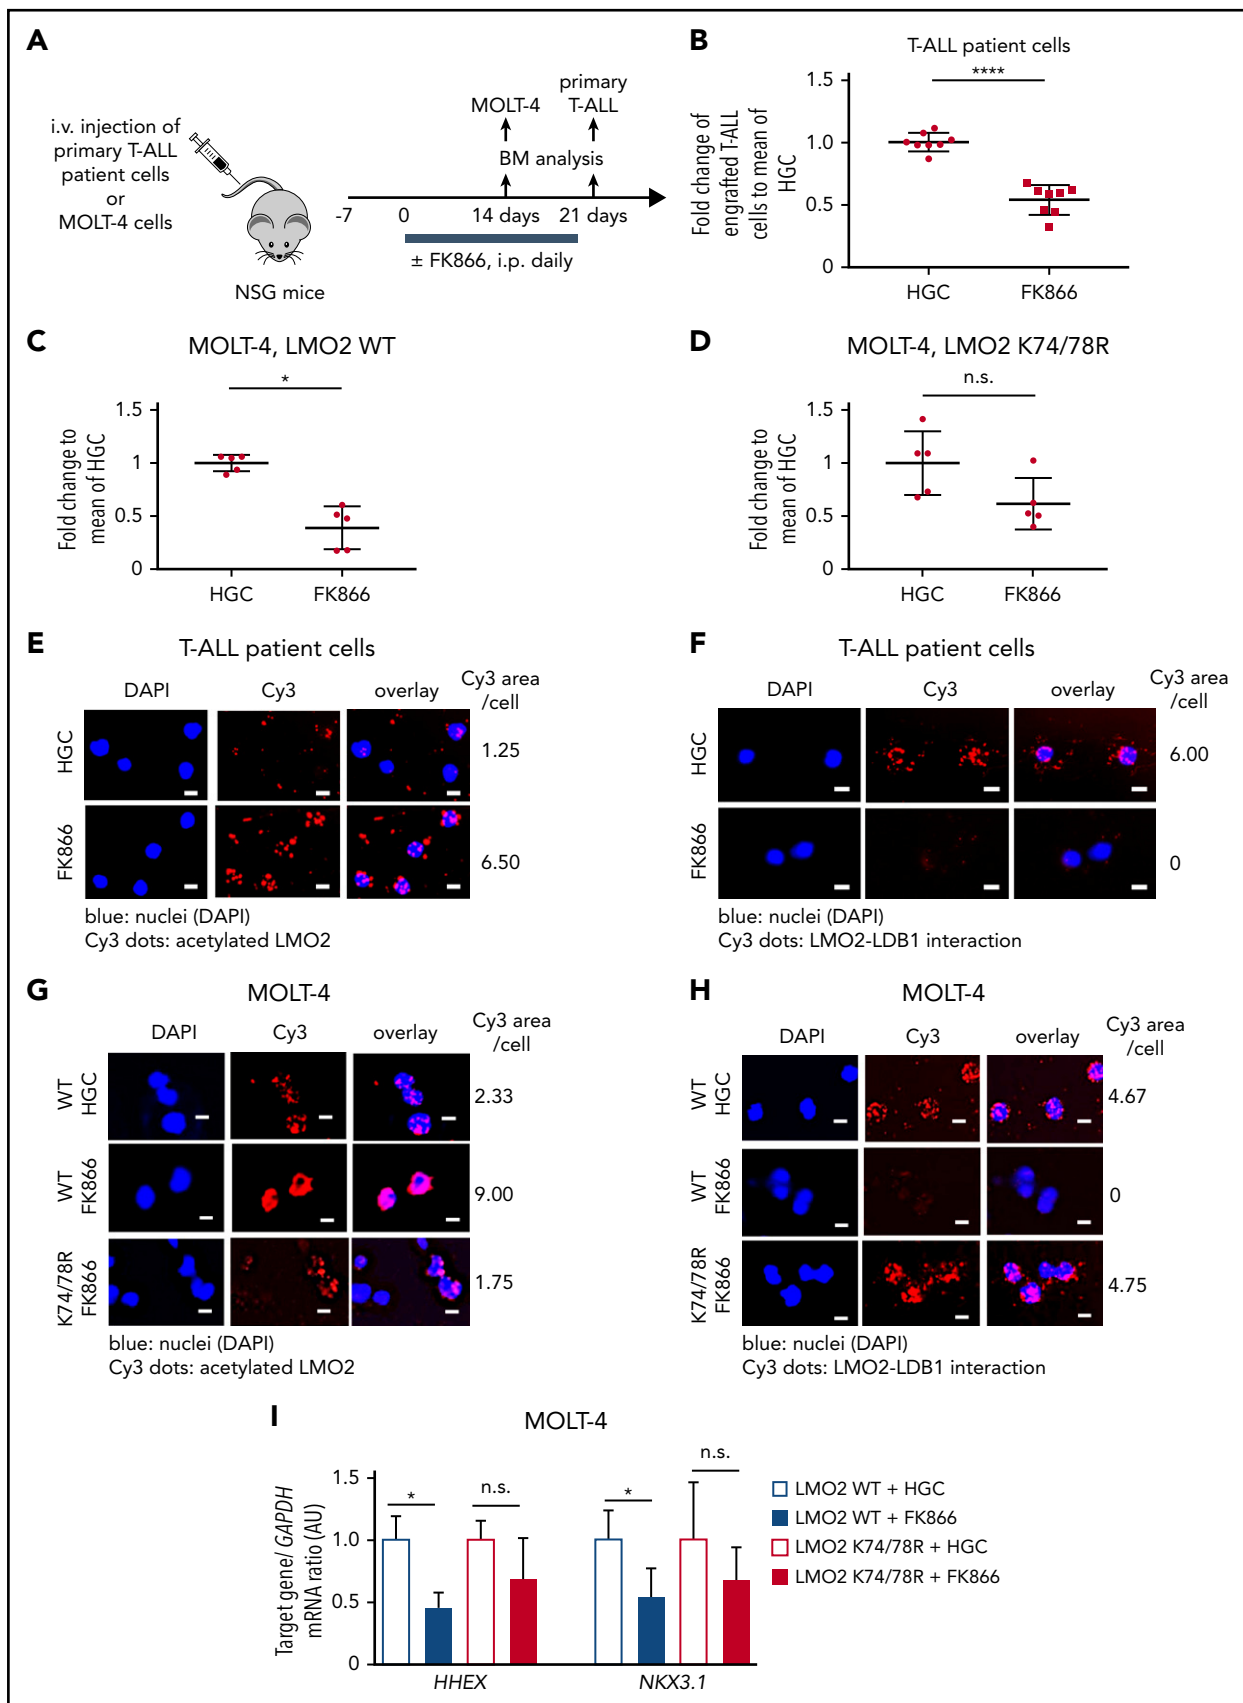 A
i.v. injection of
primary T-ALL
patient cells
or
MOLT-4 cells
NSG mice
primary
MOLT-4 T-ALL
BM analysis
-7 0 14 days 21 days
± FK866, i.p. daily
B
T-ALL patient cells
****
Fold change of
engrafted T-ALL
cells to mean of
HGC
1.5
1.0
0.5
0
HGC FK866
C
MOLT-4, LMO2 WT
*
Fold change to
mean of HGC
1.5
1
0.5
0
HGC FK866
D
MOLT-4, LMO2 K74/78R
n.s.
Fold change to
mean of HGC
1.5
1
0.5
0
HGC FK866
E
T-ALL patient cells
DAPI Cy3 overlay
Cy3 area
/cell
HGC
1.25
FK866
6.50
blue: nuclei (DAPI)
Cy3 dots: acetylated LMO2
F
T-ALL patient cells
DAPI Cy3 overlay
Cy3 area
/cell
HGC
6.00
FK866
0
blue: nuclei (DAPI)
Cy3 dots: LMO2-LDB1 interaction
G
MOLT-4
DAPI Cy3 overlay
Cy3 area
/cell
WT
HGC
2.33
WT
FK866
9.00
K74/78R
FK866
1.75
blue: nuclei (DAPI)
Cy3 dots: acetylated LMO2
H
MOLT-4
DAPI Cy3 overlay
Cy3 area
/cell
WT
HGC
4.67
WT
FK866
0
K74/78R
FK866
4.75
blue: nuclei (DAPI)
Cy3 dots: LMO2-LDB1 interaction
I
MOLT-4
Target gene/ GAPDH
mRNA ratio (AU)
1.5
1.0
0.5
0
* n.s. * n.s.
HHEX NKX3.1
LMO2 WT + HGC
LMO2 WT + FK866
LMO2 K74/78R + HGC
LMO2 K74/78R + FK866